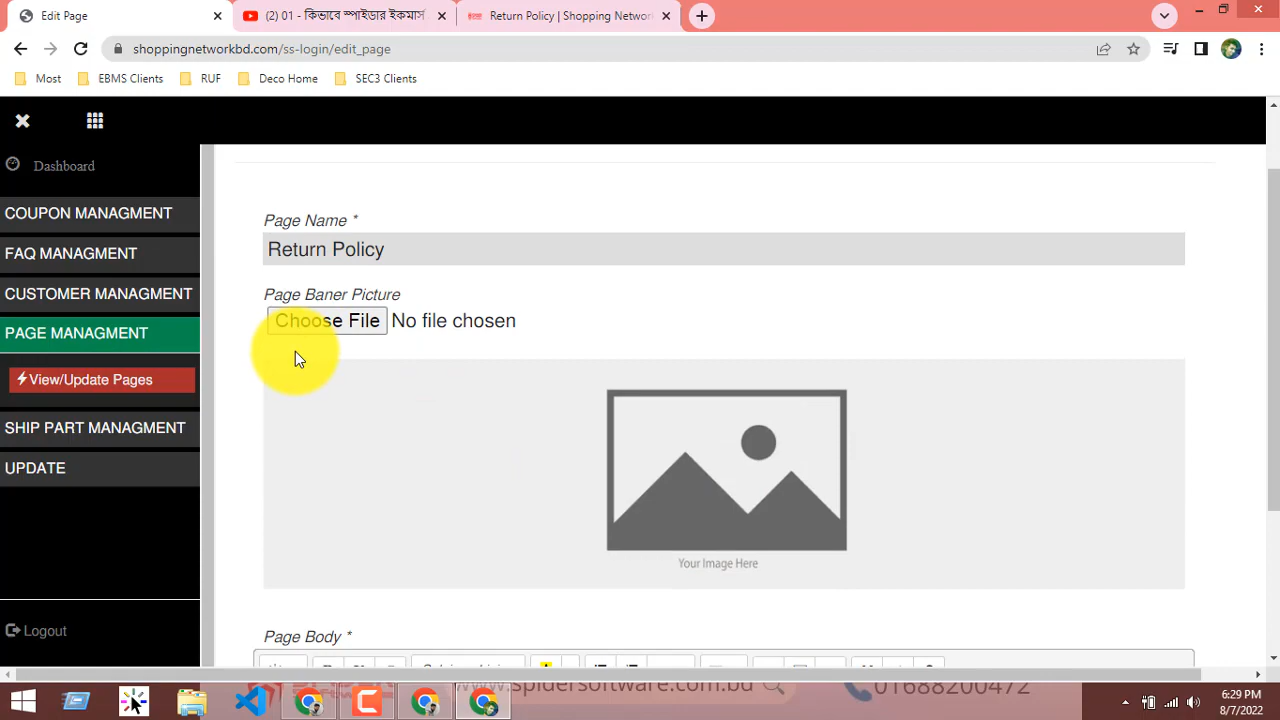 Edit Page
(2) 01 - কিভাবে স্পাইডার ইকমার্স
Return Policy | Shopping Network
shoppingnetworkbd.com/ss-login/edit_page
Most
EBMS Clients
RUF
Deco Home
SEC3 Clients
Dashboard
COUPON MANAGMENT
FAQ MANAGMENT
CUSTOMER MANAGMENT
PAGE MANAGMENT
View/Update Pages
SHIP PART MANAGMENT
UPDATE
Logout
Page Name *
Return Policy
Page Baner Picture
Choose File No file chosen
Your Image Here
Page Body *
www.spidersoftware.com.bd
01688200472
6:29 PM
8/7/2022